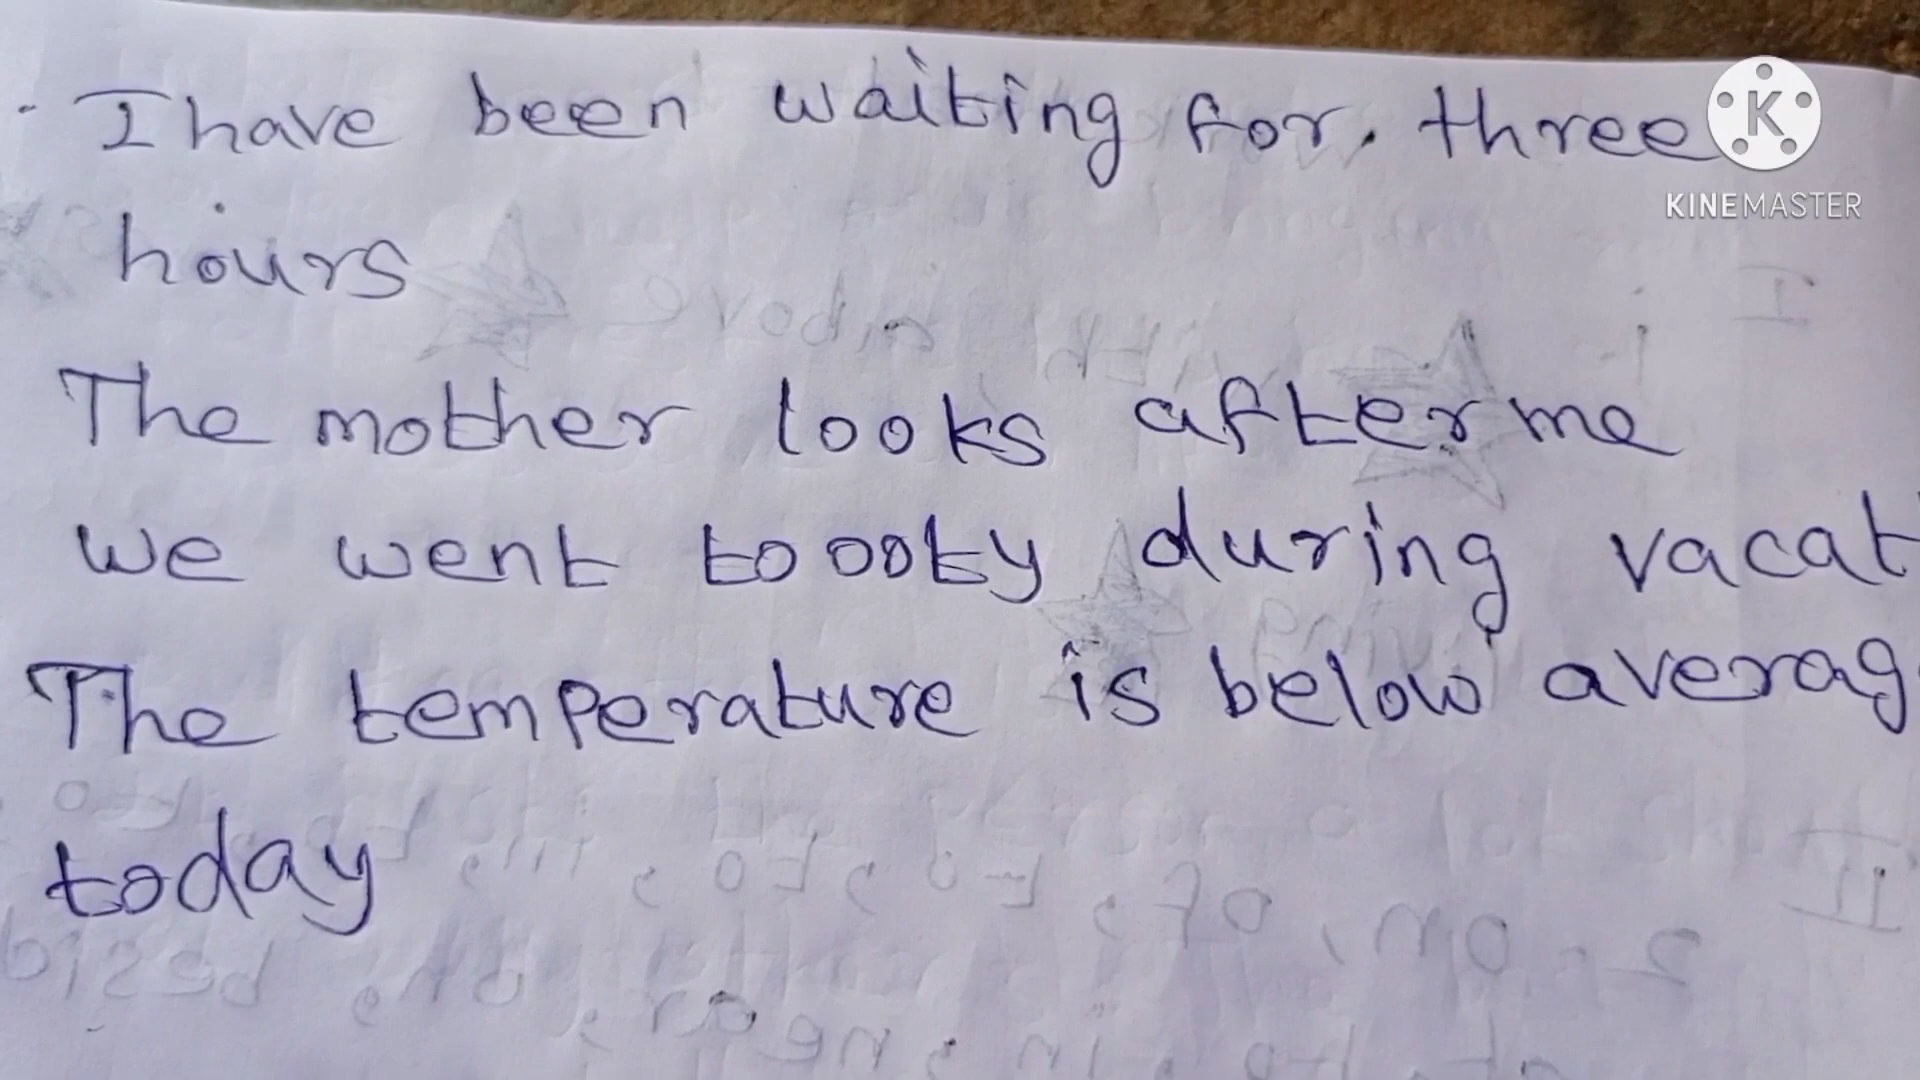 I have been waiting for. three
hours
The mother looks after me
we went to ooty during vacat
The temperature is below averag
today
KINEMASTER